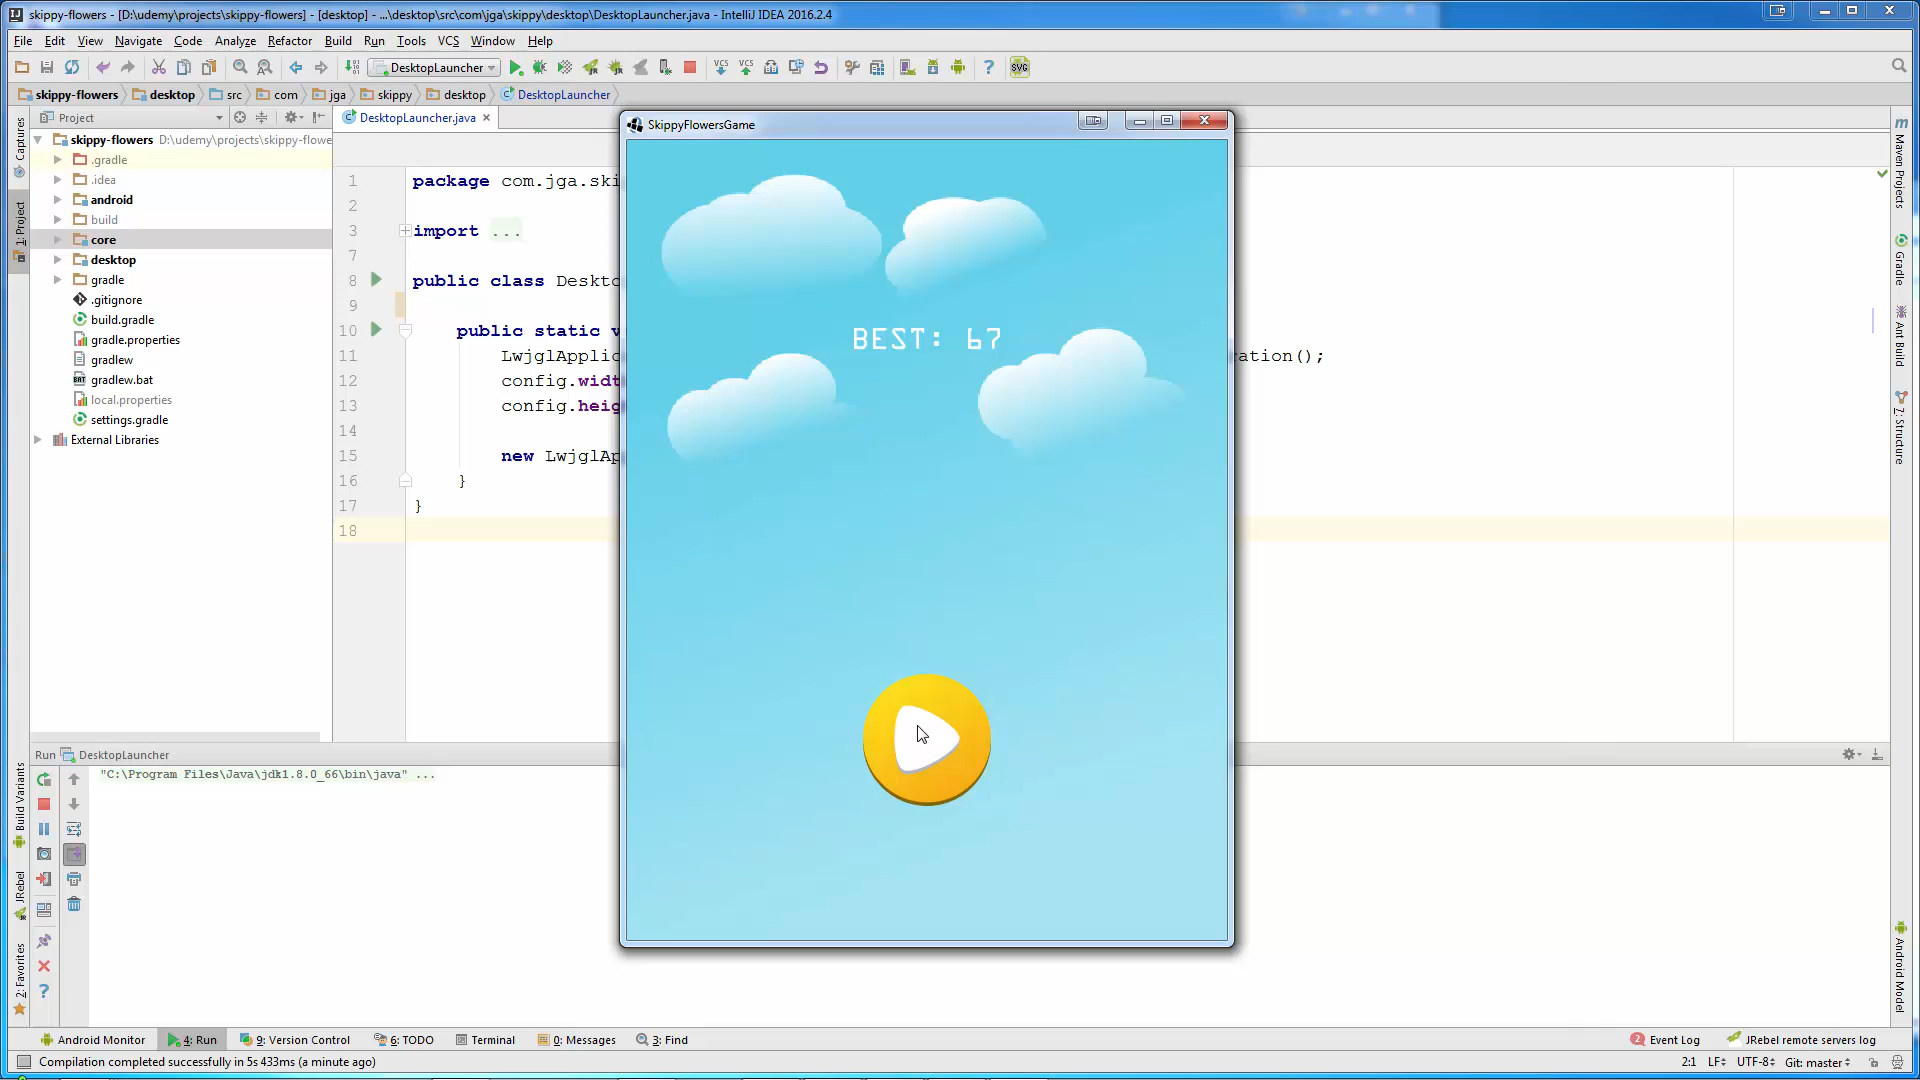 skippy-flowers - [D:\udemy\projects\skippy-flowers] - [desktop] - ...\desktop\src\com\jga\skippy\desktop\DesktopLauncher.java - IntelliJ IDEA 2016.2.4
File Edit View Navigate Code Analyze Refactor Build Run Tools VCS Window Help
DesktopLauncher
skippy-flowers desktop src com jga skippy desktop DesktopLauncher
Project
DesktopLauncher.java
SkippyFlowersGame
skippy-flowers D:\udemy\projects\skippy-flowe
.gradle
.idea
android
build
core
desktop
gradle
.gitignore
build.gradle
gradle.properties
gradlew
gradlew.bat
local.properties
settings.gradle
External Libraries
1 package com.jga.ski
2
3 import ...
7
8 public class Deskto
9
10 public static v
11 LwjglApplic ation();
12 config.widt
13 config.heig
14
15 new LwjglAp
16 }
17 }
18
BEST: 67
Captures
1: Project
Build Variants
JRebel
2: Favorites
Maven Projects
Gradle
Ant Build
7: Structure
Android Model
Run DesktopLauncher
"C:\Program Files\Java\jdk1.8.0_66\bin\java" ...
Android Monitor 4: Run 9: Version Control 6: TODO Terminal 0: Messages 3: Find 2 Event Log JRebel remote servers log
Compilation completed successfully in 5s 433ms (a minute ago) 2:1 LF UTF-8 Git: master